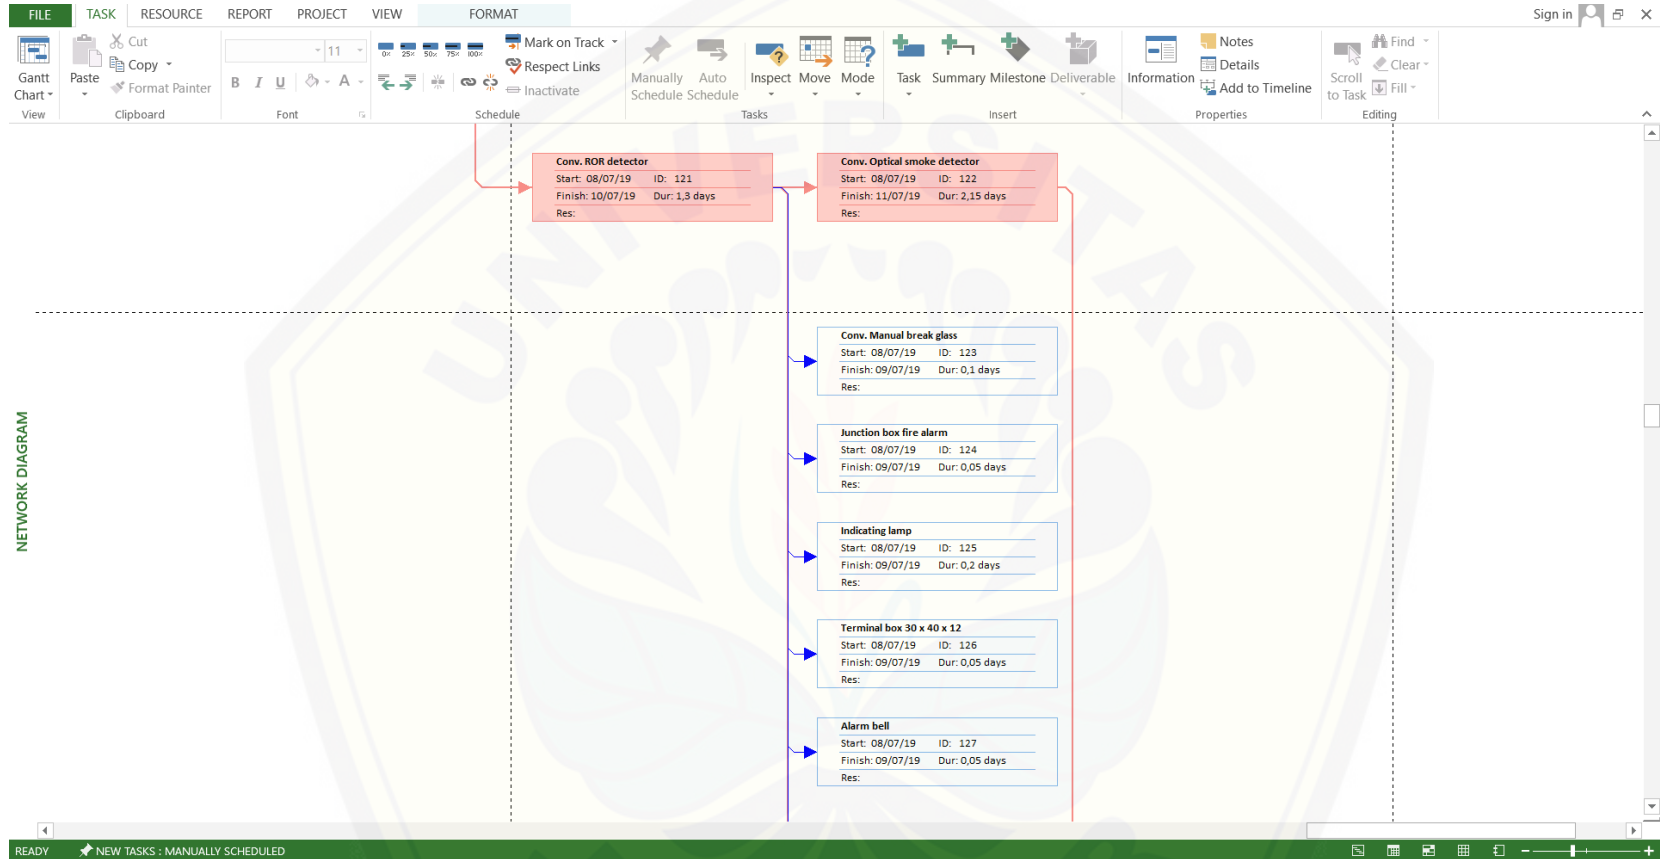 FILE TASK RESOURCE REPORT PROJECT VIEW FORMAT Sign in
Gantt Chart
View
Paste
Cut
Copy
Format Painter
Clipboard
11
B I U A
Font
0% 25% 50% 75% 100%
Mark on Track
Respect Links
Inactivate
Schedule
Manually Schedule
Auto Schedule
Inspect
Move
Mode
Tasks
Task
Summary
Milestone
Deliverable
Insert
Information
Notes
Details
Add to Timeline
Properties
Scroll to Task
Find
Clear
Fill
Editing
NETWORK DIAGRAM
UNIVERSITAS
Conv. ROR detector
Start: 08/07/19 ID: 121
Finish: 10/07/19 Dur: 1,3 days
Res:
Conv. Optical smoke detector
Start: 08/07/19 ID: 122
Finish: 11/07/19 Dur: 2,15 days
Res:
Conv. Manual break glass
Start: 08/07/19 ID: 123
Finish: 09/07/19 Dur: 0,1 days
Res:
Junction box fire alarm
Start: 08/07/19 ID: 124
Finish: 09/07/19 Dur: 0,05 days
Res:
Indicating lamp
Start: 08/07/19 ID: 125
Finish: 09/07/19 Dur: 0,2 days
Res:
Terminal box 30 x 40 x 12
Start: 08/07/19 ID: 126
Finish: 09/07/19 Dur: 0,05 days
Res:
Alarm bell
Start: 08/07/19 ID: 127
Finish: 09/07/19 Dur: 0,05 days
Res:
READY NEW TASKS : MANUALLY SCHEDULED